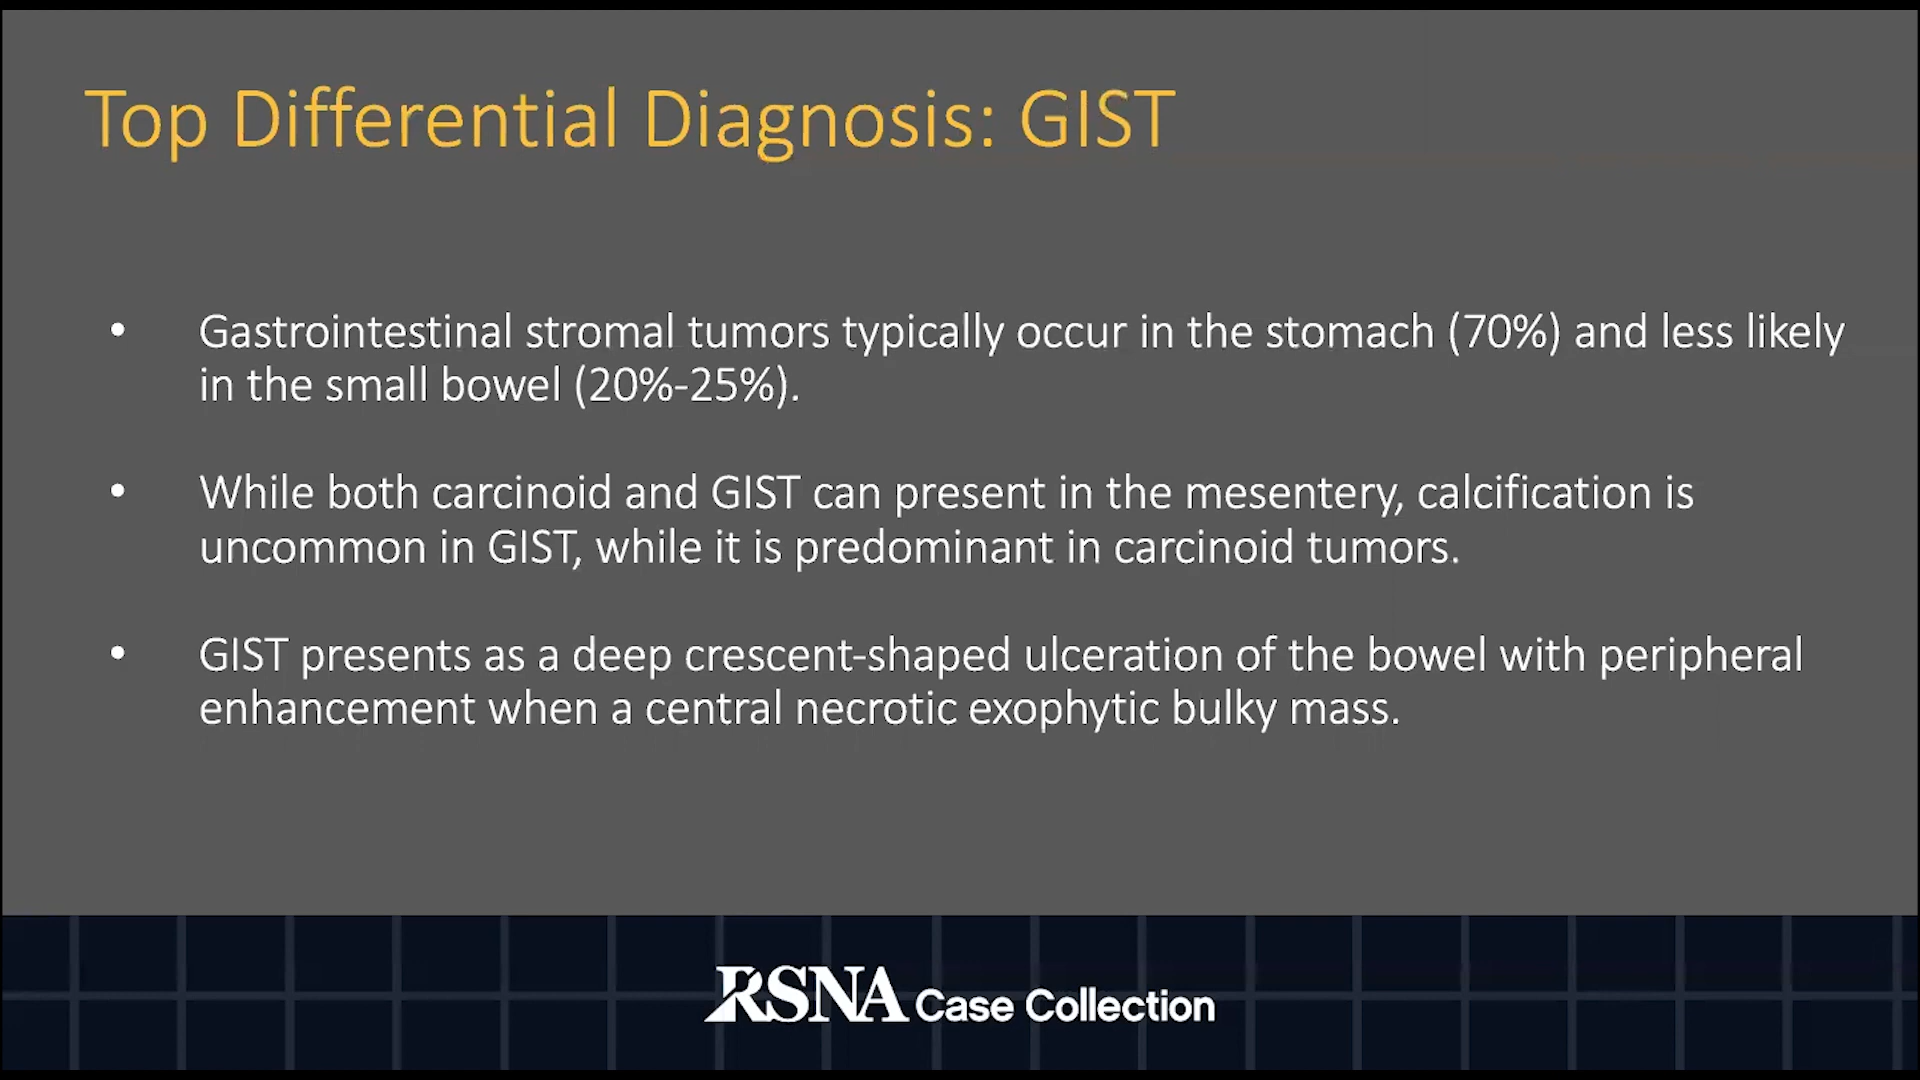 Top Differential Diagnosis: GIST
• Gastrointestinal stromal tumors typically occur in the stomach (70%) and less likely
in the small bowel (20%-25%).
• While both carcinoid and GIST can present in the mesentery, calcification is
uncommon in GIST, while it is predominant in carcinoid tumors.
• GIST presents as a deep crescent-shaped ulceration of the bowel with peripheral
enhancement when a central necrotic exophytic bulky mass.
RSNA Case Collection